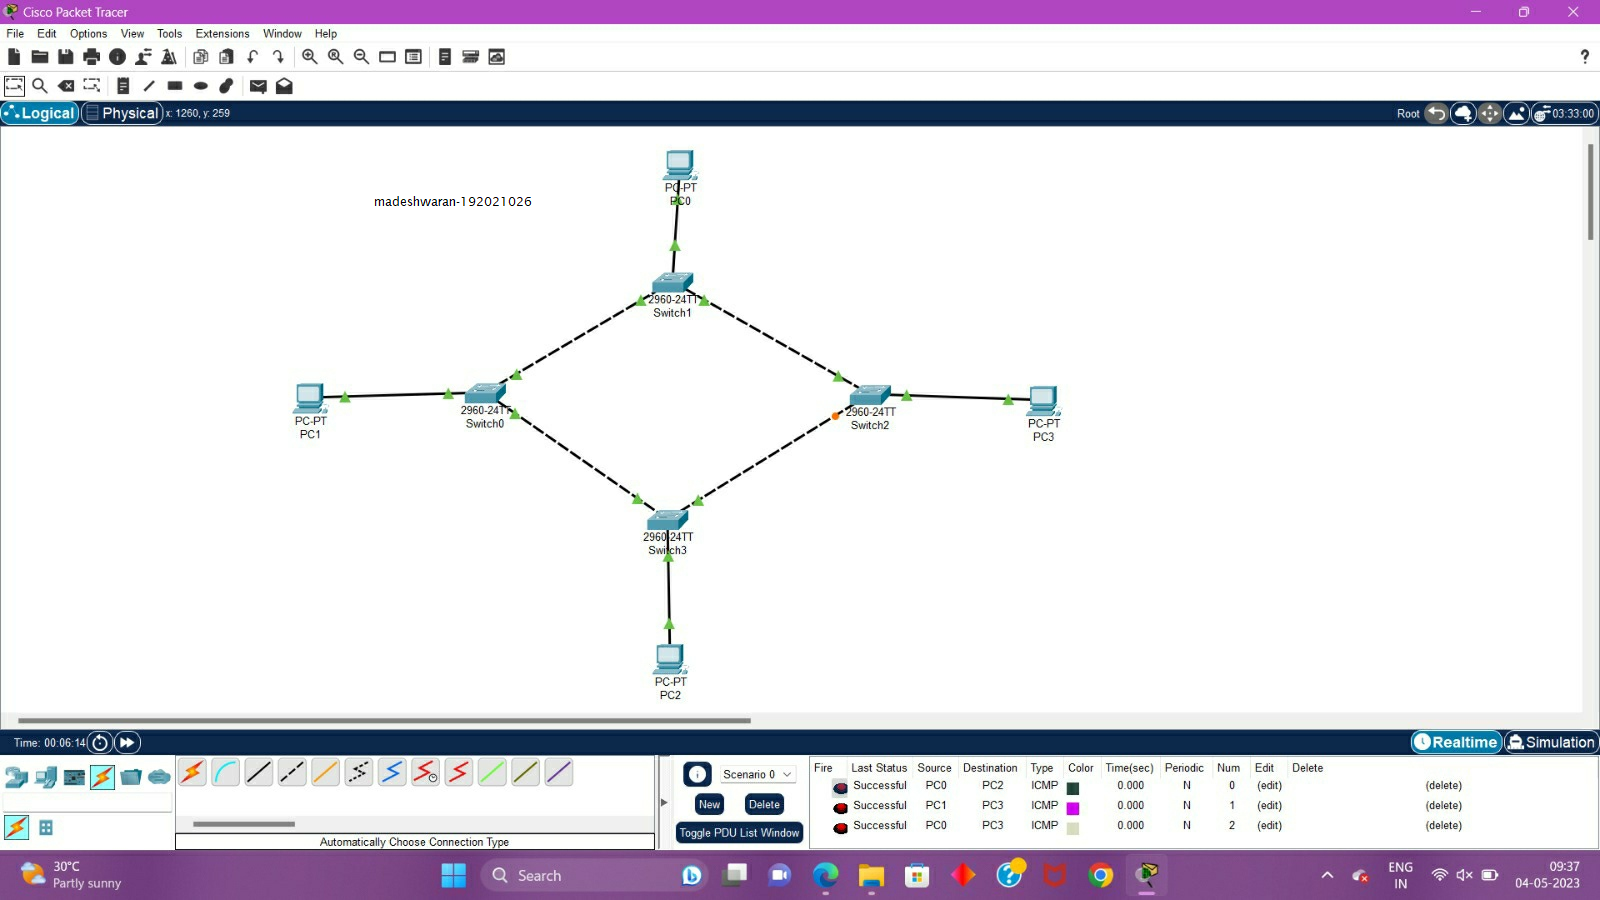 Cisco Packet Tracer
File Edit Options View Tools Extensions Window Help
?
Logical Physical x: 1260, y: 259 Root 03:33:00
madeshwaran-192021026
PC-PT
PC0
2960-24TT
Switch1
PC-PT
PC1
2960-24TT
Switch0
2960-24TT
Switch2
PC-PT
PC3
2960-24TT
Switch3
PC-PT
PC2
Time: 00:06:14 Realtime Simulation
Scenario 0
New Delete
Toggle PDU List Window
Automatically Choose Connection Type
Fire Last Status Source Destination Type Color Time(sec) Periodic Num Edit Delete
Successful PC0 PC2 ICMP 0.000 N 0 (edit) (delete)
Successful PC1 PC3 ICMP 0.000 N 1 (edit) (delete)
Successful PC0 PC3 ICMP 0.000 N 2 (edit) (delete)
30°C
Partly sunny
Search
ENG
IN
09:37
04-05-2023